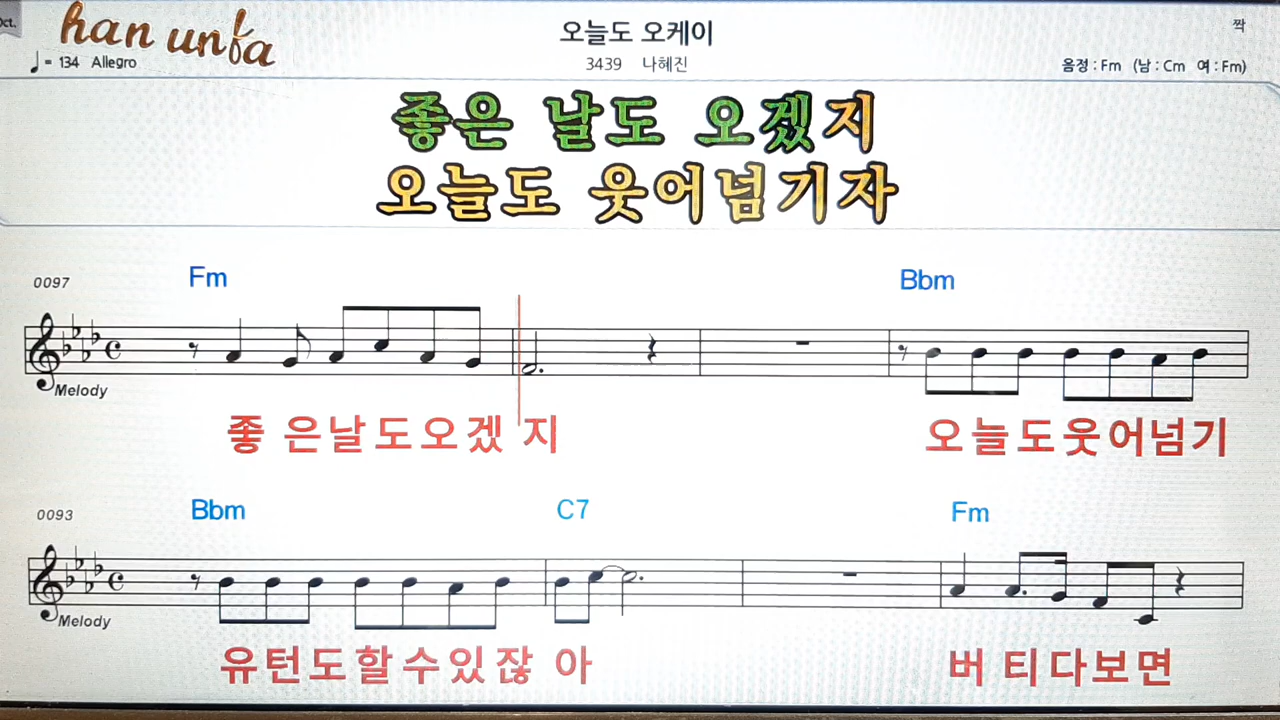 Oct.
han unfa
오늘도 오케이
짝
♩= 134 Allegro
3439 나혜진
음정 : Fm (남 : Cm 여 : Fm)
좋은 날도 오겠지
오늘도 웃어넘기자
0097
Fm
Bbm
Melody
좋 은날도오겠 지 오늘도웃어넘기
0093
Bbm
C7
Fm
Melody
유턴도할수있잖 아 버 티다보면